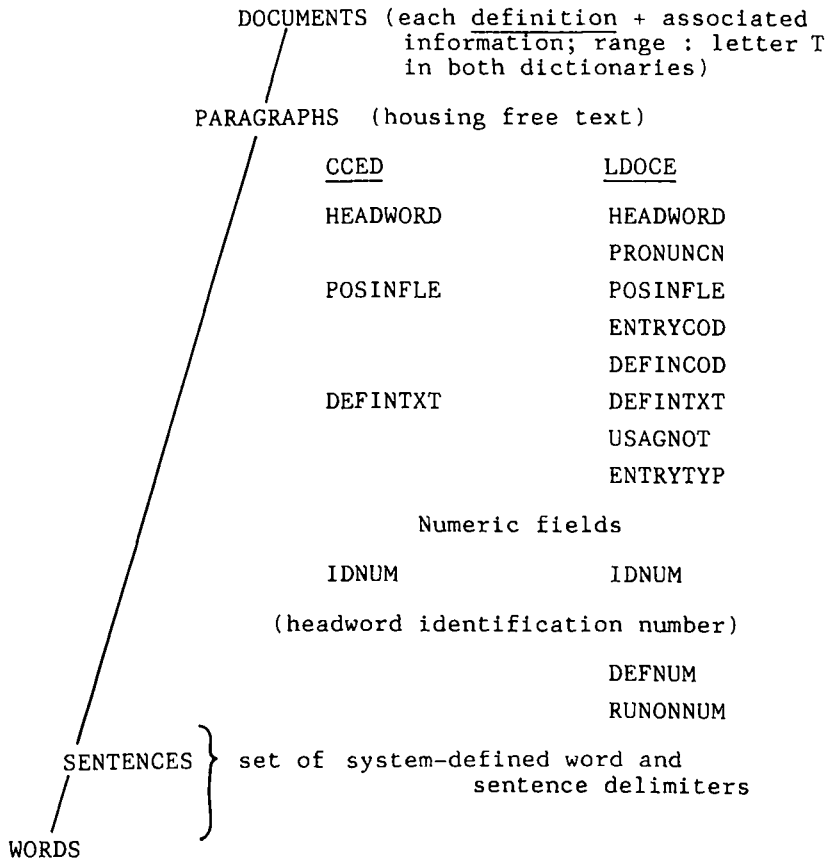 DOCUMENTS (each definition + associated
information; range : letter T
in both dictionaries)
PARAGRAPHS (housing free text)
CCED LDOCE
HEADWORD HEADWORD
PRONUNCN
POSINFLE POSINFLE
ENTRYCOD
DEFINCOD
DEFINTXT DEFINTXT
USAGNOT
ENTRYTYP
Numeric fields
IDNUM IDNUM
(headword identification number)
DEFNUM
RUNONNUM
SENTENCES } set of system-defined word and
sentence delimiters
WORDS